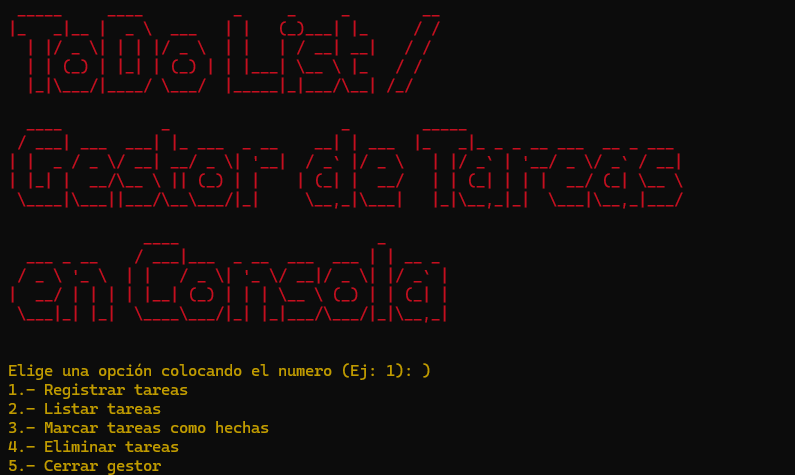 ToDo List /
Gestor de Tareas
en Consola
Elige una opción colocando el numero (Ej: 1): )
1.- Registrar tareas
2.- Listar tareas
3.- Marcar tareas como hechas
4.- Eliminar tareas
5.- Cerrar gestor